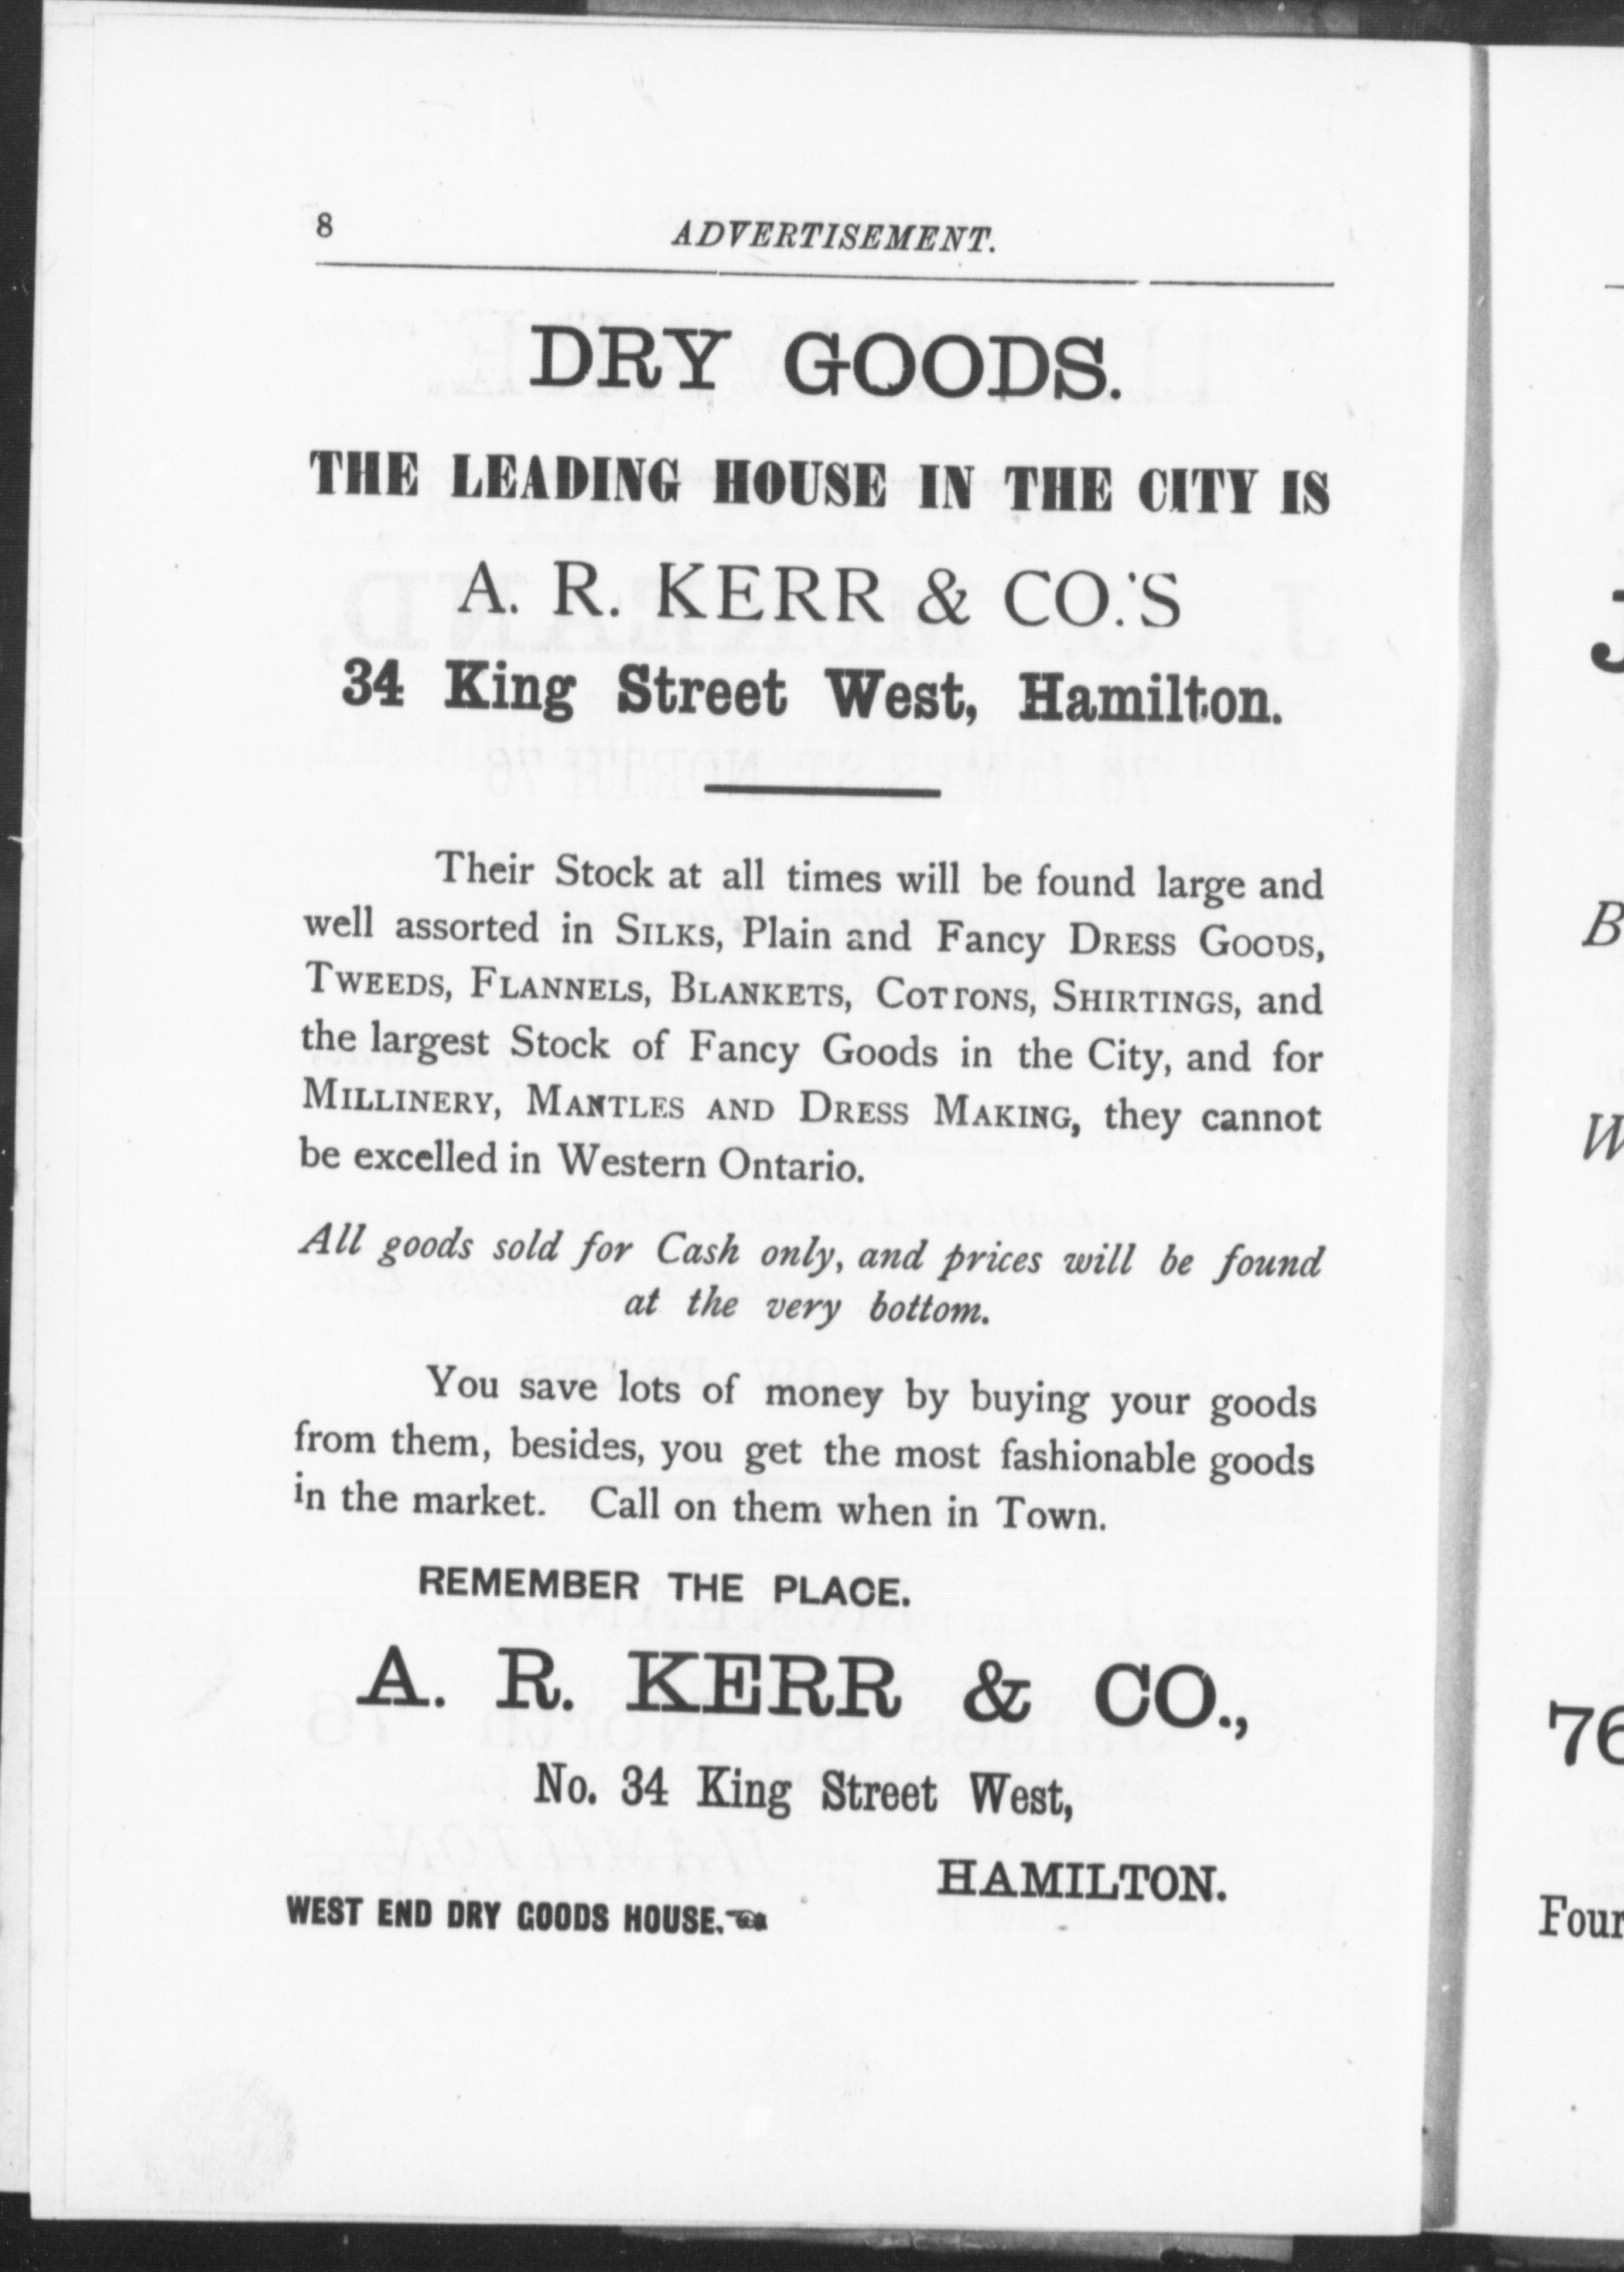 8
ADVERTISEMENT.
DRY GOODS.
THE LEADING HOUSE IN THE CITY IS
A. R. KERR & CO.'S
34 King Street West, Hamilton.
Their Stock at all times will be found large and
well assorted in SILKS, Plain and Fancy DRESS GOODS,
TWEEDS, FLANNELS, BLANKETS, COTTONS, SHIRTINGS, and
the largest Stock of Fancy Goods in the City, and for
MILLINERY, MANTLES AND DRESS MAKING, they cannot
be excelled in Western Ontario.
All goods sold for Cash only, and prices will be found
at the very bottom.
You save lots of money by buying your goods
from them, besides, you get the most fashionable goods
in the market. Call on them when in Town.
REMEMBER THE PLACE.
A. R. KERR & CO.,
No. 34 King Street West,
HAMILTON.
WEST END DRY GOODS HOUSE.
B
W
76
Four